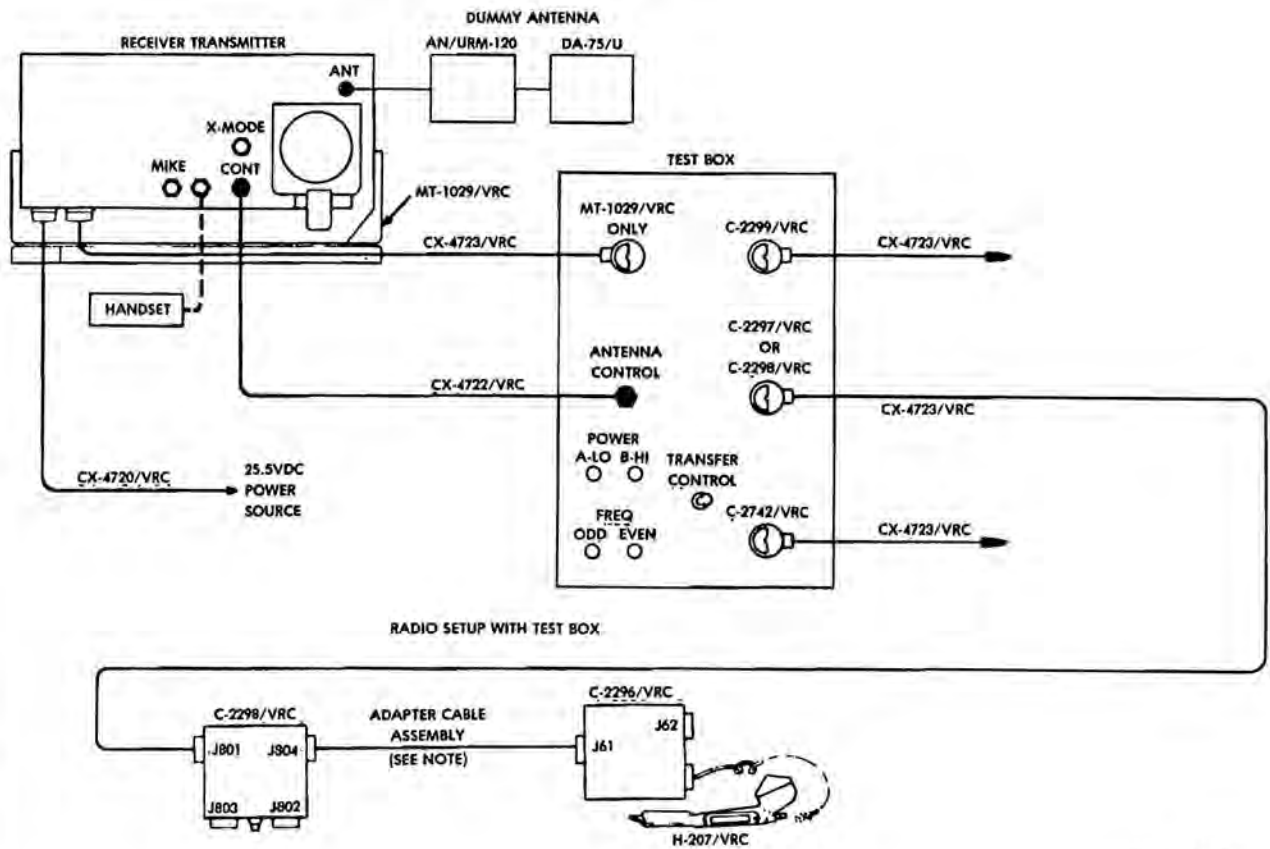 DUMMY ANTENNA
RECEIVER TRANSMITTER
AN/URM-120
DA-75/U
ANT
X-MODE
MIKE
CONT
MT-1029/VRC
CX-4723/VRC
HANDSET
CX-4722/VRC
CX-4720/VRC
25.5VDC
POWER
SOURCE
TEST BOX
MT-1029/VRC
ONLY
C-2299/VRC
CX-4723/VRC
ANTENNA
CONTROL
C-2297/VRC
OR
C-2298/VRC
CX-4723/VRC
POWER
A-LO B-HI
TRANSFER
CONTROL
FREQ
ODD EVEN
C-2742/VRC
CX-4723/VRC
RADIO SETUP WITH TEST BOX
C-2298/VRC
J801 J804
J803 J802
ADAPTER CABLE
ASSEMBLY
(SEE NOTE)
C-2296/VRC
J62
J61
H-207/VRC